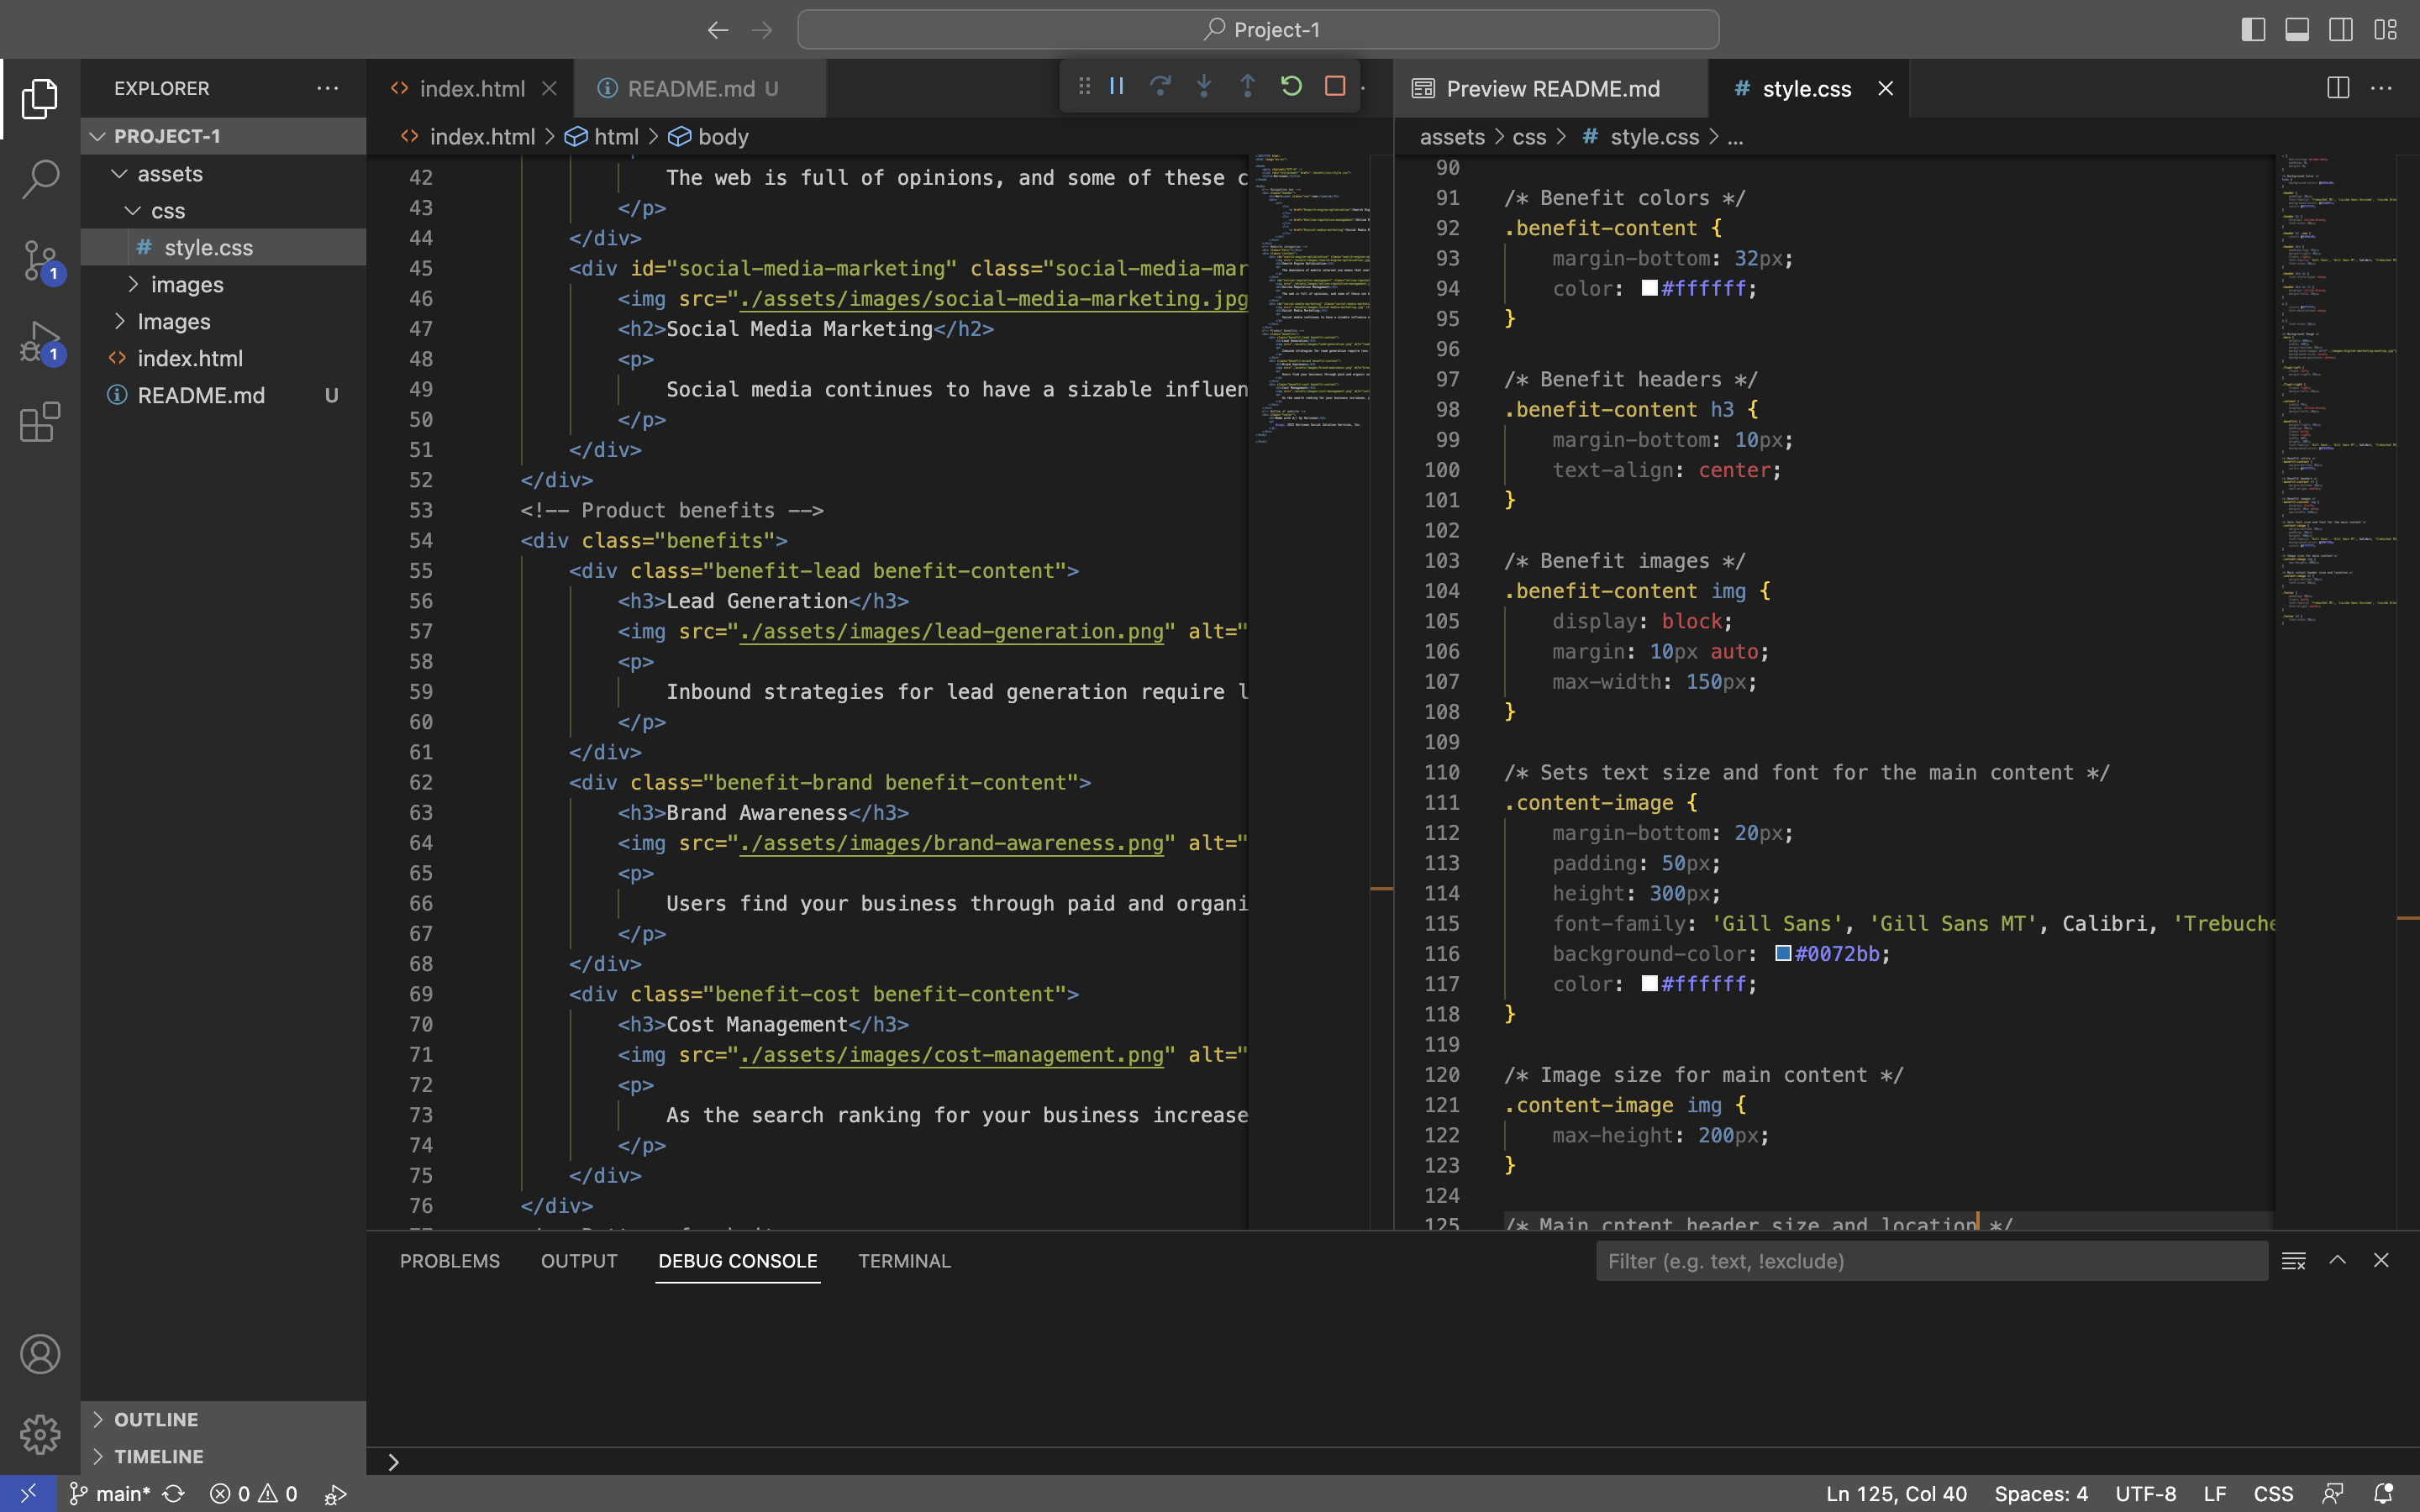 Project-1
EXPLORER
PROJECT-1
assets
css
# style.css
images
Images
index.html
README.md U
OUTLINE
TIMELINE
1
1
index.html
README.md U
index.html > html > body
42 The web is full of opinions, and some of these c
43 </p>
44 </div>
45 <div id="social-media-marketing" class="social-media-mar
46 <img src="./assets/images/social-media-marketing.jpg
47 <h2>Social Media Marketing</h2>
48 <p>
49 Social media continues to have a sizable influen
50 </p>
51 </div>
52 </div>
53 <!-- Product benefits -->
54 <div class="benefits">
55 <div class="benefit-lead benefit-content">
56 <h3>Lead Generation</h3>
57 <img src="./assets/images/lead-generation.png" alt="
58 <p>
59 Inbound strategies for lead generation require l
60 </p>
61 </div>
62 <div class="benefit-brand benefit-content">
63 <h3>Brand Awareness</h3>
64 <img src="./assets/images/brand-awareness.png" alt="
65 <p>
66 Users find your business through paid and organi
67 </p>
68 </div>
69 <div class="benefit-cost benefit-content">
70 <h3>Cost Management</h3>
71 <img src="./assets/images/cost-management.png" alt="
72 <p>
73 As the search ranking for your business increase
74 </p>
75 </div>
76 </div>
Preview README.md
# style.css
assets > css > # style.css > ...
90
91 /* Benefit colors */
92 .benefit-content {
93 margin-bottom: 32px;
94 color: #ffffff;
95 }
96
97 /* Benefit headers */
98 .benefit-content h3 {
99 margin-bottom: 10px;
100 text-align: center;
101 }
102
103 /* Benefit images */
104 .benefit-content img {
105 display: block;
106 margin: 10px auto;
107 max-width: 150px;
108 }
109
110 /* Sets text size and font for the main content */
111 .content-image {
112 margin-bottom: 20px;
113 padding: 50px;
114 height: 300px;
115 font-family: 'Gill Sans', 'Gill Sans MT', Calibri, 'Trebuche
116 background-color: #0072bb;
117 color: #ffffff;
118 }
119
120 /* Image size for main content */
121 .content-image img {
122 max-height: 200px;
123 }
124
125 /* Main cntent header size and location */
PROBLEMS OUTPUT DEBUG CONSOLE TERMINAL
Filter (e.g. text, !exclude)
main* 0 0
Ln 125, Col 40 Spaces: 4 UTF-8 LF CSS